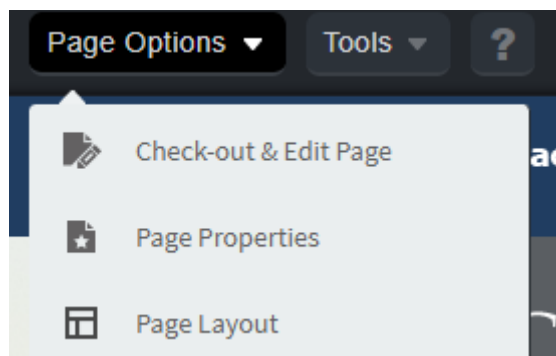 Page Options Tools ?
Check-out & Edit Page
Page Properties
Page Layout